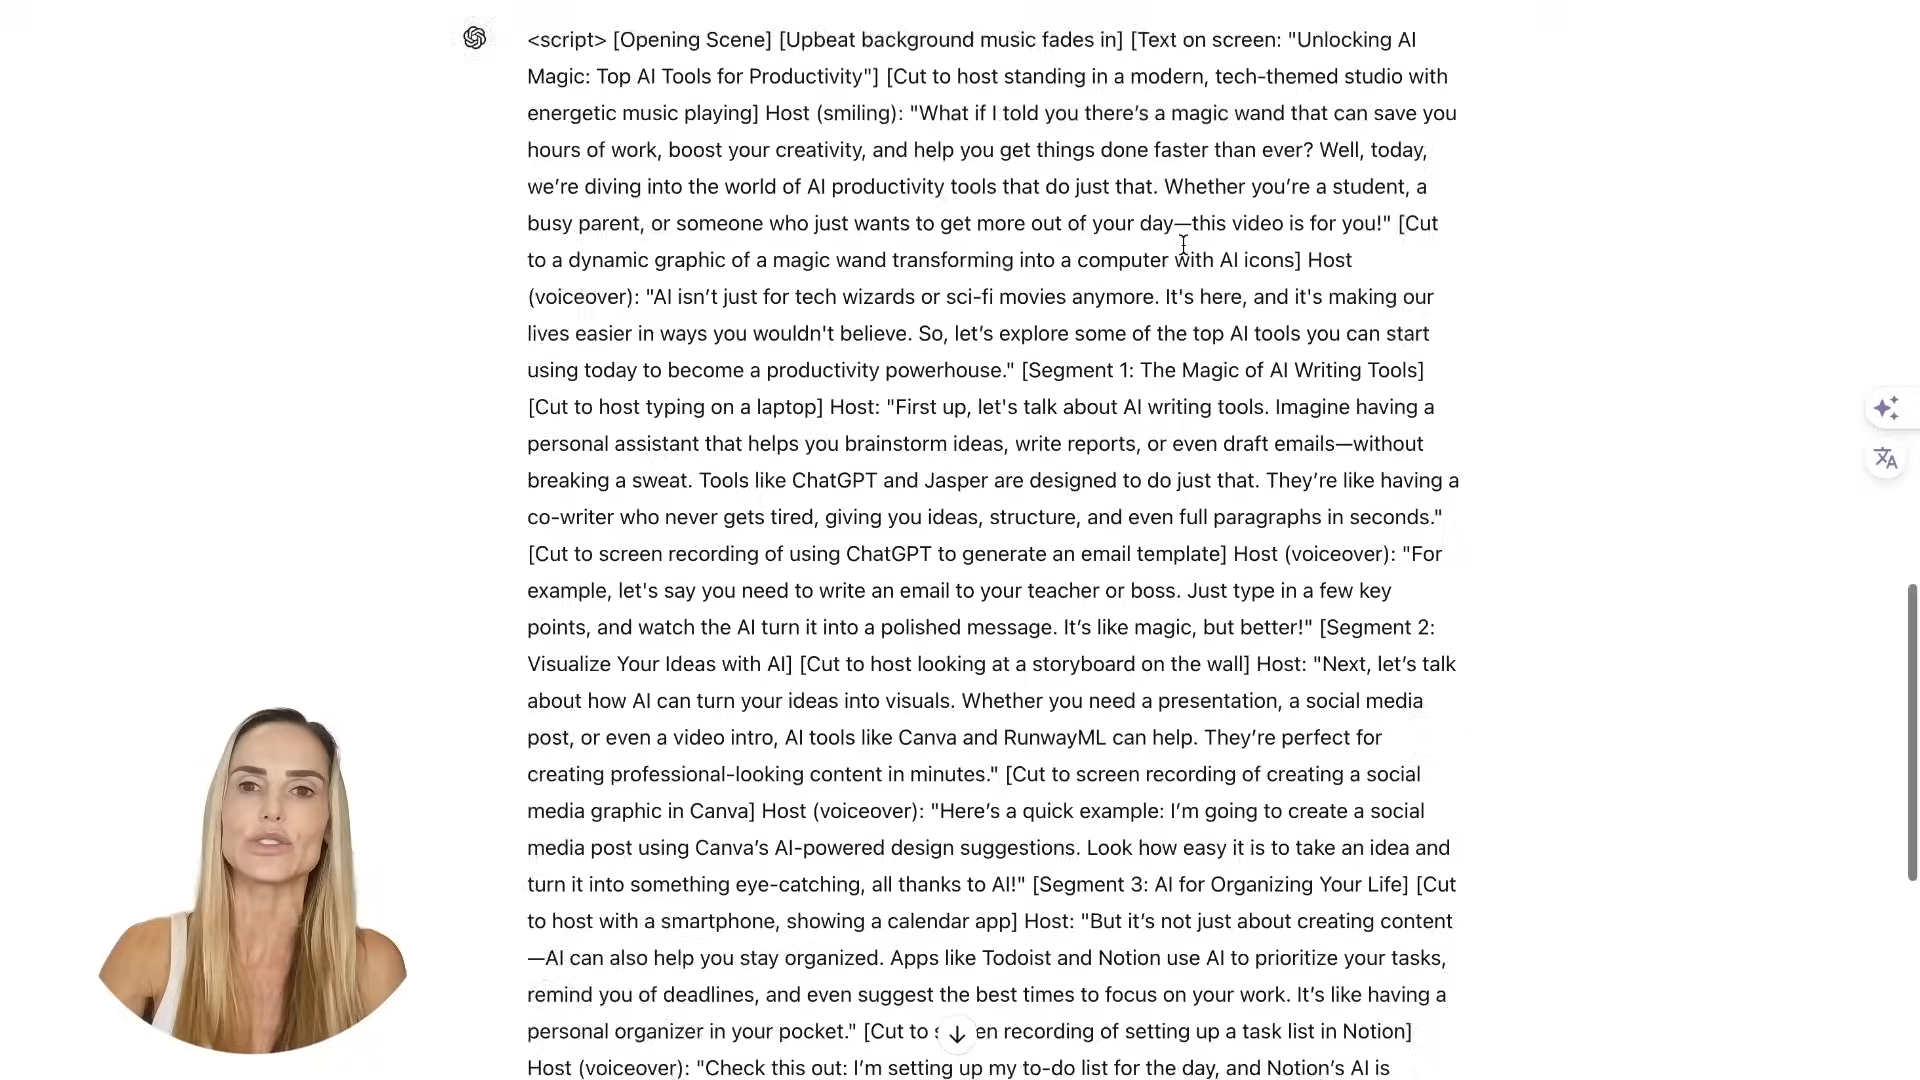 <script> [Opening Scene] [Upbeat background music fades in] [Text on screen: "Unlocking AI
Magic: Top AI Tools for Productivity"] [Cut to host standing in a modern, tech-themed studio with
energetic music playing] Host (smiling): "What if I told you there’s a magic wand that can save you
hours of work, boost your creativity, and help you get things done faster than ever? Well, today,
we’re diving into the world of AI productivity tools that do just that. Whether you’re a student, a
busy parent, or someone who just wants to get more out of your day—this video is for you!" [Cut
to a dynamic graphic of a magic wand transforming into a computer with AI icons] Host
(voiceover): "AI isn’t just for tech wizards or sci-fi movies anymore. It's here, and it's making our
lives easier in ways you wouldn't believe. So, let’s explore some of the top AI tools you can start
using today to become a productivity powerhouse." [Segment 1: The Magic of AI Writing Tools]
[Cut to host typing on a laptop] Host: "First up, let's talk about AI writing tools. Imagine having a
personal assistant that helps you brainstorm ideas, write reports, or even draft emails—without
breaking a sweat. Tools like ChatGPT and Jasper are designed to do just that. They’re like having a
co-writer who never gets tired, giving you ideas, structure, and even full paragraphs in seconds."
[Cut to screen recording of using ChatGPT to generate an email template] Host (voiceover): "For
example, let's say you need to write an email to your teacher or boss. Just type in a few key
points, and watch the AI turn it into a polished message. It’s like magic, but better!" [Segment 2:
Visualize Your Ideas with AI] [Cut to host looking at a storyboard on the wall] Host: "Next, let’s talk
about how AI can turn your ideas into visuals. Whether you need a presentation, a social media
post, or even a video intro, AI tools like Canva and RunwayML can help. They’re perfect for
creating professional-looking content in minutes." [Cut to screen recording of creating a social
media graphic in Canva] Host (voiceover): "Here’s a quick example: I’m going to create a social
media post using Canva’s AI-powered design suggestions. Look how easy it is to take an idea and
turn it into something eye-catching, all thanks to AI!" [Segment 3: AI for Organizing Your Life] [Cut
to host with a smartphone, showing a calendar app] Host: "But it’s not just about creating content
—AI can also help you stay organized. Apps like Todoist and Notion use AI to prioritize your tasks,
remind you of deadlines, and even suggest the best times to focus on your work. It’s like having a
personal organizer in your pocket." [Cut to recording of setting up a task list in Notion]
Host (voiceover): "Check this out: I’m setting up my to-do list for the day, and Notion’s AI is